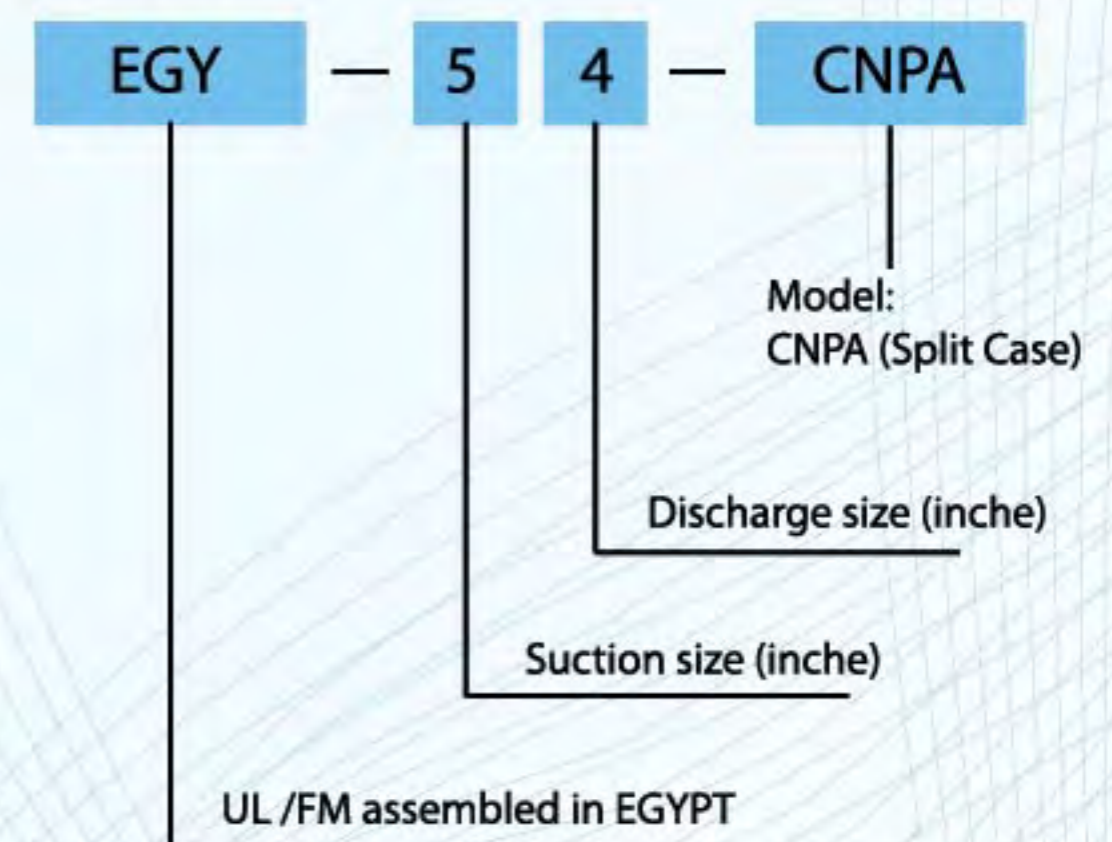 EGY — 5 4 — CNPA
Model:
CNPA (Split Case)
Discharge size (inche)
Suction size (inche)
UL /FM assembled in EGYPT